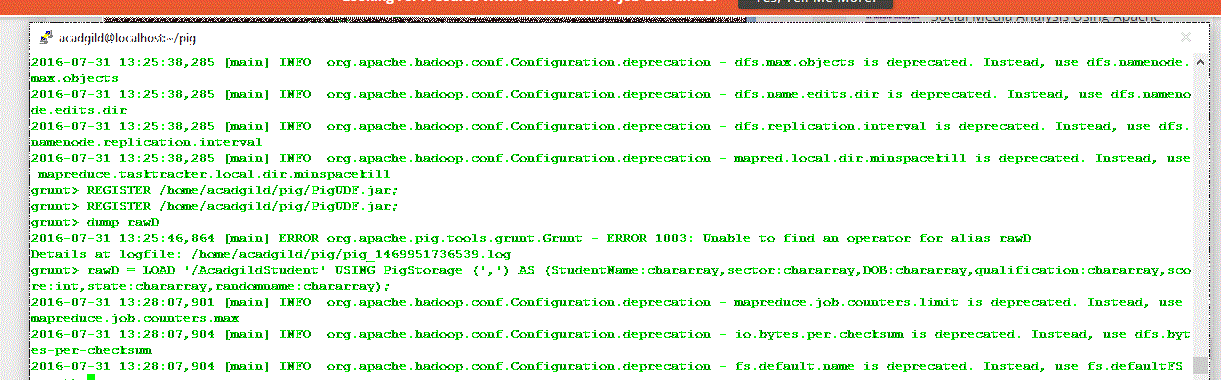 Social Media Analysis Using Apache
acadgild@localhost:~/pig
2016-07-31 13:25:38,285 [main] INFO  org.apache.hadoop.conf.Configuration.deprecation - dfs.max.objects is deprecated. Instead, use dfs.namenode.
max.objects
2016-07-31 13:25:38,285 [main] INFO  org.apache.hadoop.conf.Configuration.deprecation - dfs.name.edits.dir is deprecated. Instead, use dfs.nameno
de.edits.dir
2016-07-31 13:25:38,285 [main] INFO  org.apache.hadoop.conf.Configuration.deprecation - dfs.replication.interval is deprecated. Instead, use dfs.
namenode.replication.interval
2016-07-31 13:25:38,285 [main] INFO  org.apache.hadoop.conf.Configuration.deprecation - mapred.local.dir.minspacekill is deprecated. Instead, use
 mapreduce.tasktracker.local.dir.minspacekill
grunt> REGISTER /home/acadgild/pig/PigUDF.jar;
grunt> REGISTER /home/acadgild/pig/PigUDF.jar;
grunt> dump rawD
2016-07-31 13:25:46,864 [main] ERROR org.apache.pig.tools.grunt.Grunt - ERROR 1003: Unable to find an operator for alias rawD
Details at logfile: /home/acadgild/pig/pig_1469951736539.log
grunt> rawD = LOAD '/AcadgildStudent' USING PigStorage (',') AS (StudentName:chararray,sector:chararray,DOB:chararray,qualification:chararray,sco
re:int,state:chararray,randomname:chararray);
2016-07-31 13:28:07,901 [main] INFO  org.apache.hadoop.conf.Configuration.deprecation - mapreduce.job.counters.limit is deprecated. Instead, use
mapreduce.job.counters.max
2016-07-31 13:28:07,904 [main] INFO  org.apache.hadoop.conf.Configuration.deprecation - io.bytes.per.checksum is deprecated. Instead, use dfs.byt
es-per-checksum
2016-07-31 13:28:07,904 [main] INFO  org.apache.hadoop.conf.Configuration.deprecation - fs.default.name is deprecated. Instead, use fs.defaultFS